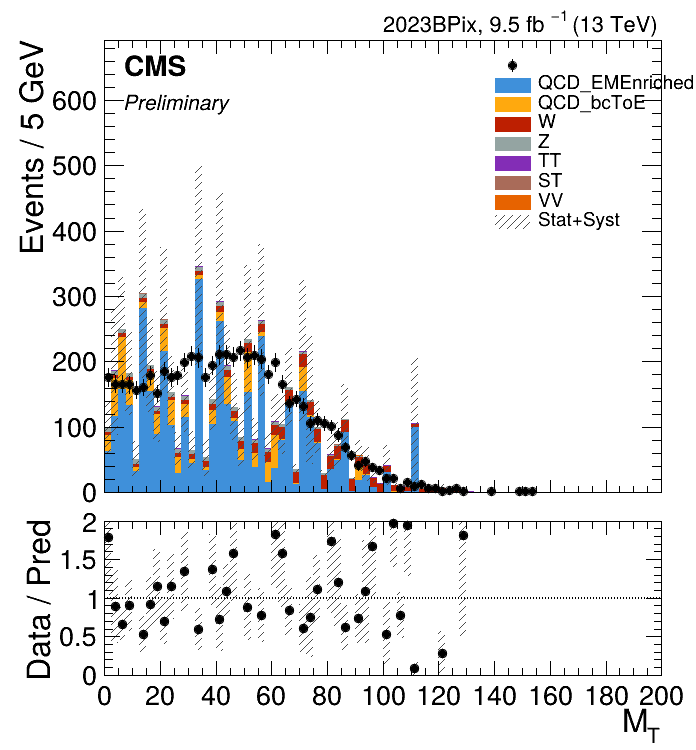 2023BPix, 9.5 fb⁻¹ (13 TeV)
CMS
Preliminary
Events / 5 GeV
600
500
400
300
200
100
0
QCD_EMEnriched
QCD_bcToE
W
Z
TT
ST
VV
Stat+Syst
Data / Pred
2
1.5
1
0.5
0
0 20 40 60 80 100 120 140 160 180 200
M_T